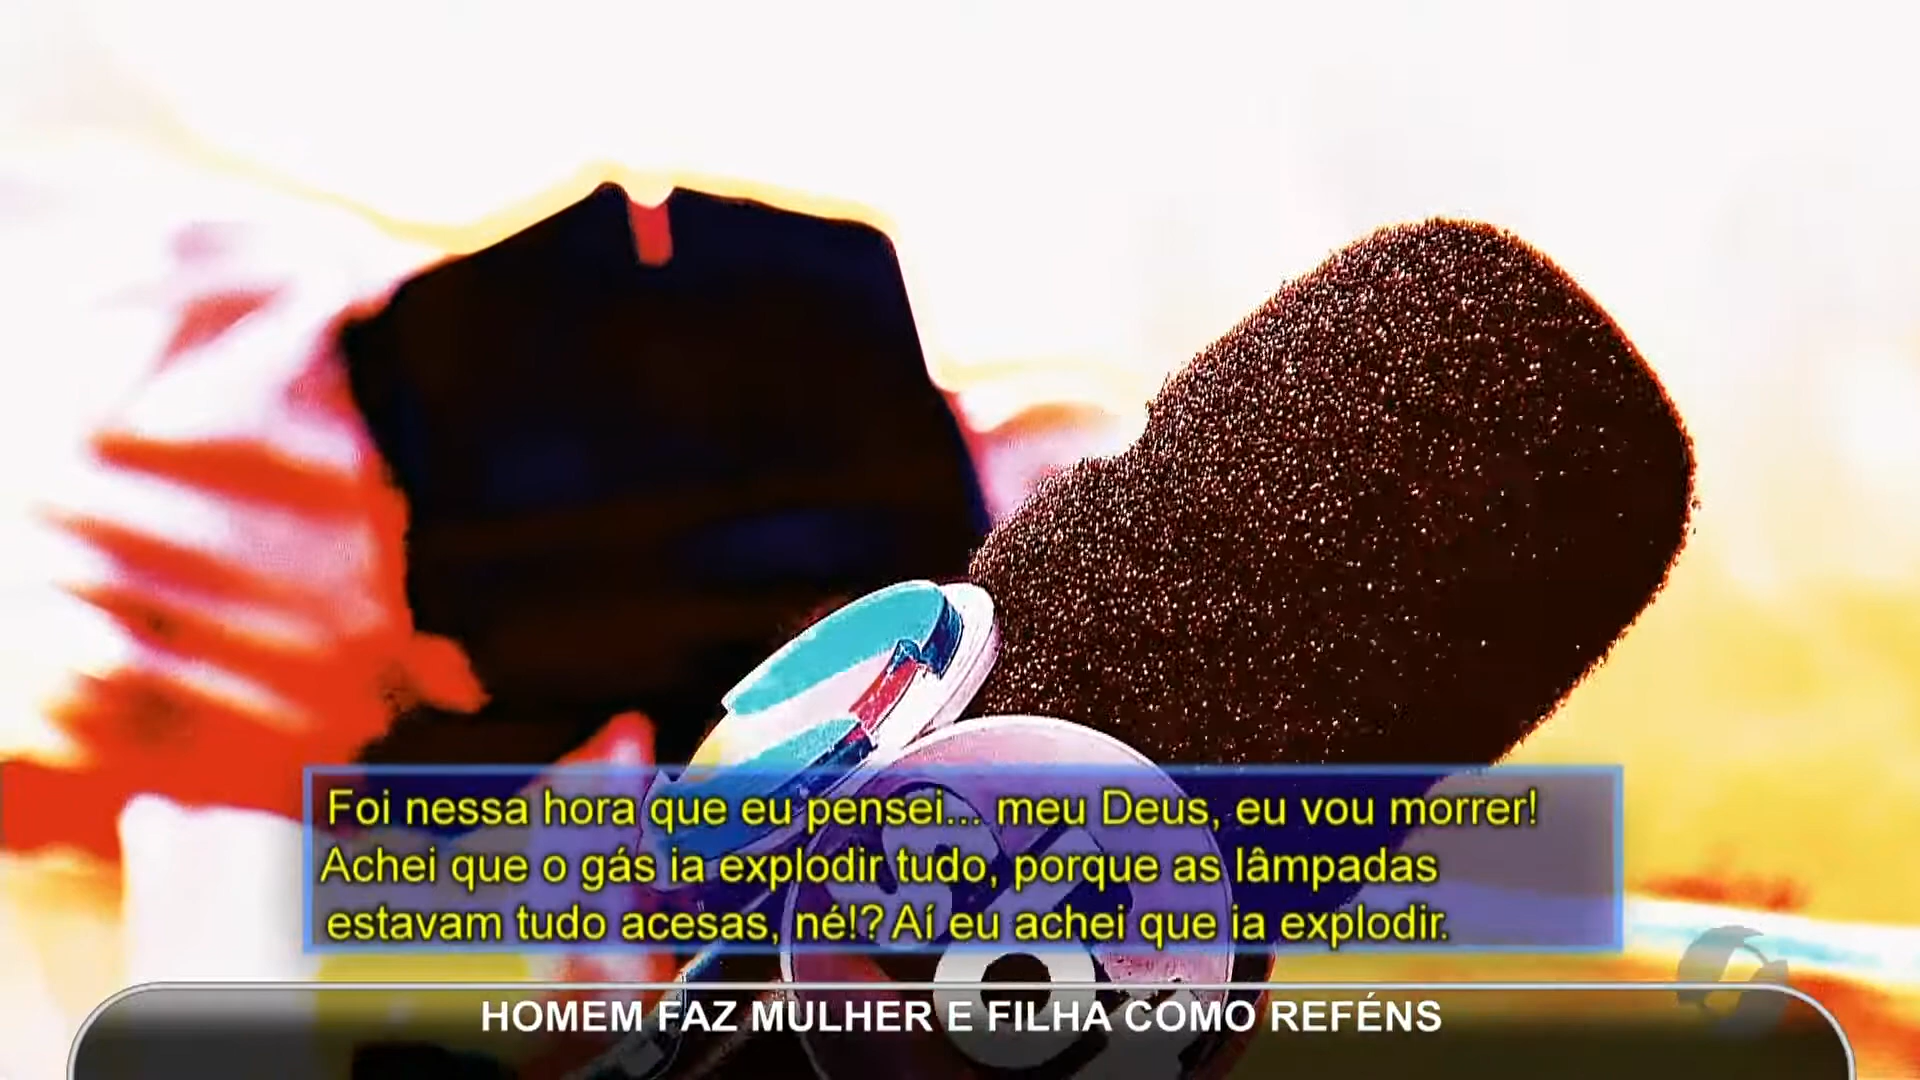 Foi nessa hora que eu pensei... meu Deus, eu vou morrer!
Achei que o gás ia explodir tudo, porque as lâmpadas
estavam tudo acesas, né!? Aí eu achei que ia explodir.
HOMEM FAZ MULHER E FILHA COMO REFÉNS